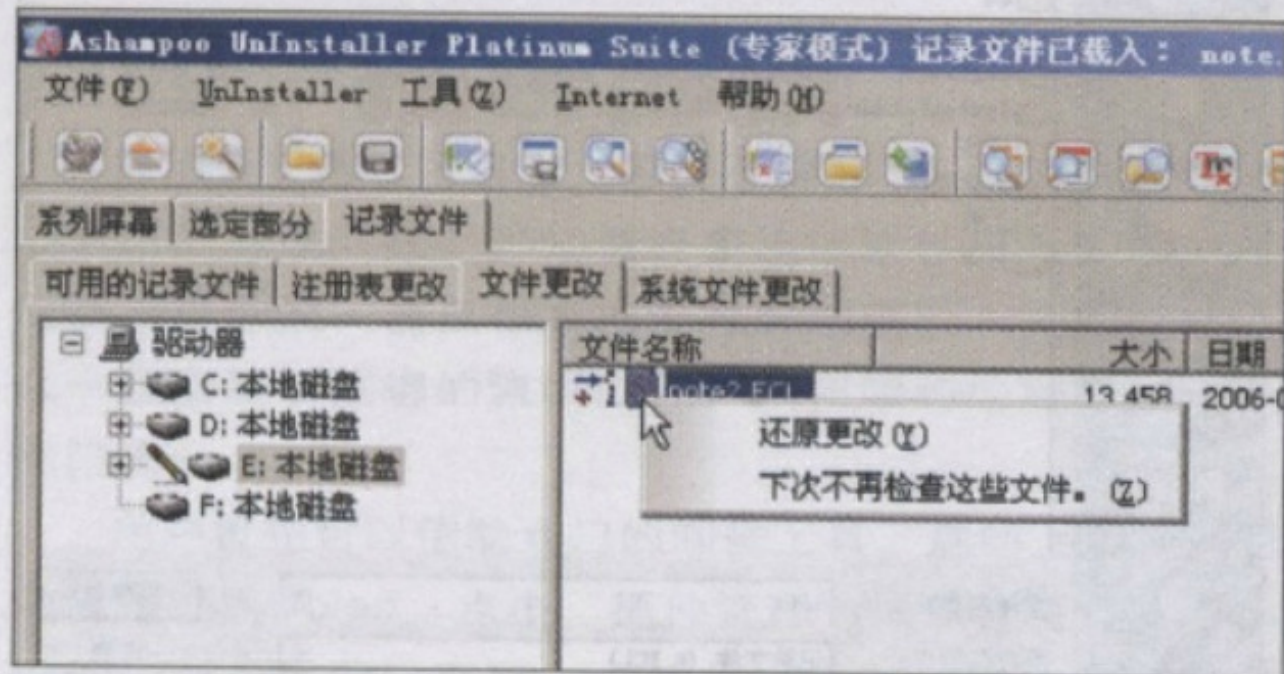 Ashampoo UnInstaller Platinum Suite (专家模式) 记录文件已载入: note.
文件(F) UnInstaller 工具(Z) Internet 帮助(H)
系列屏幕 选定部分 记录文件
可用的记录文件 注册表更改 文件更改 系统文件更改
驱动器
C: 本地磁盘
D: 本地磁盘
E: 本地磁盘
F: 本地磁盘
文件名称 大小 日期
13,458 2006-0
还原更改(Y)
下次不再检查这些文件。(Z)